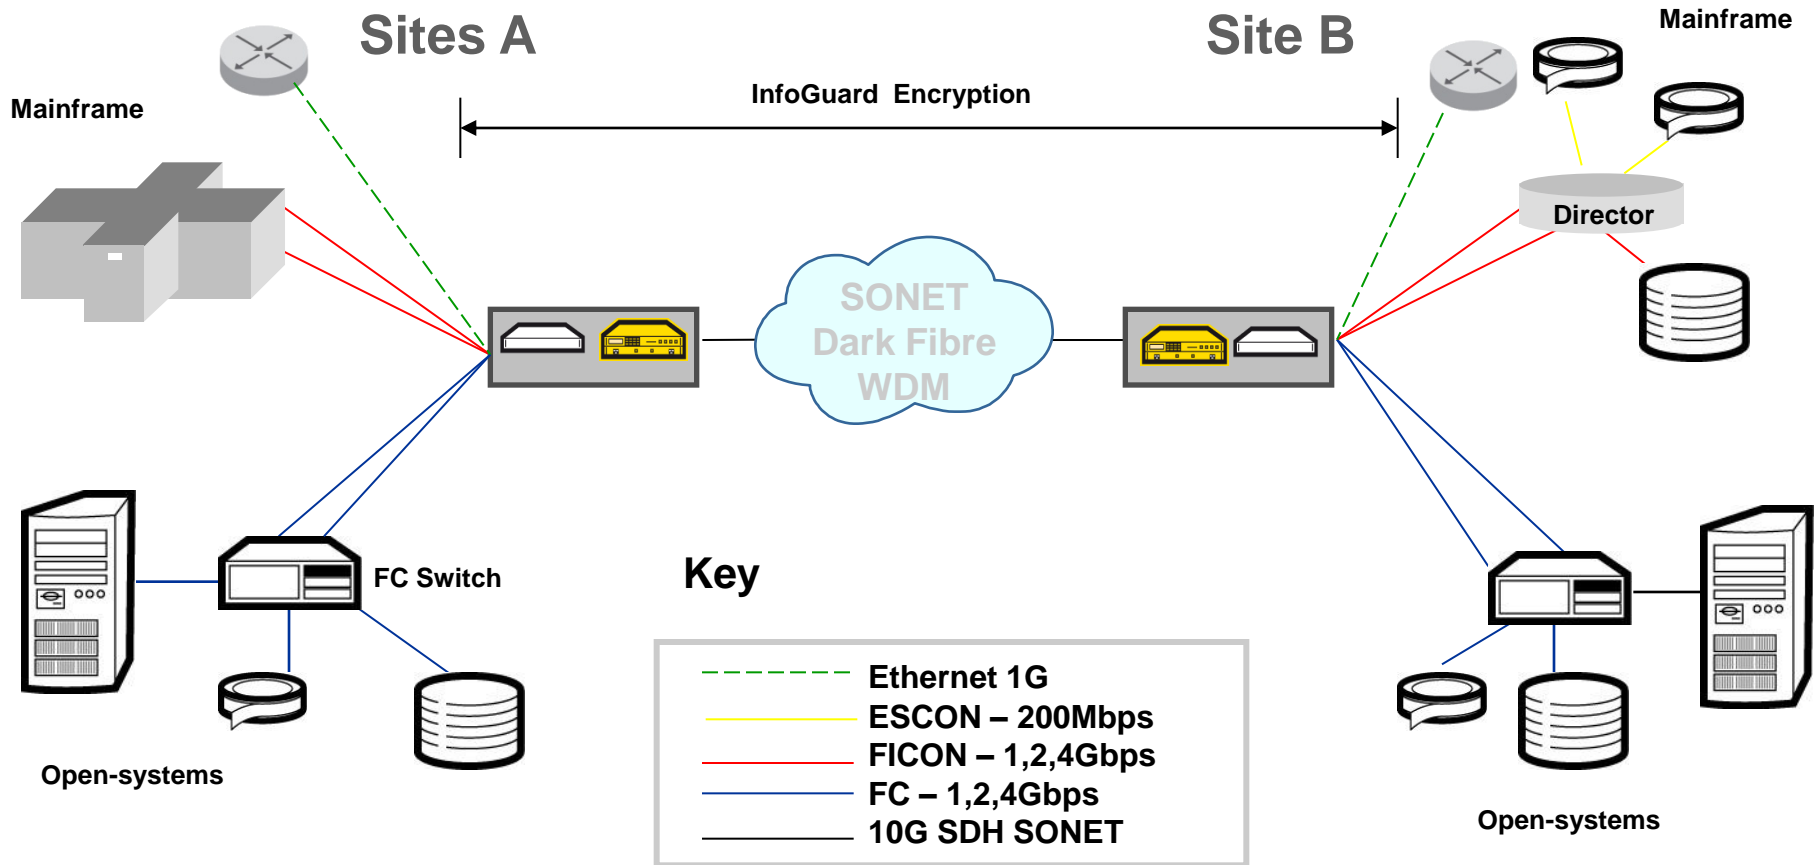 Sites A
Site B
Mainframe
Mainframe
InfoGuard Encryption
Director
SONET
Dark Fibre
WDM
FC Switch
Key
Ethernet 1G
ESCON – 200Mbps
FICON – 1,2,4Gbps
FC – 1,2,4Gbps
10G SDH SONET
Open-systems
Open-systems